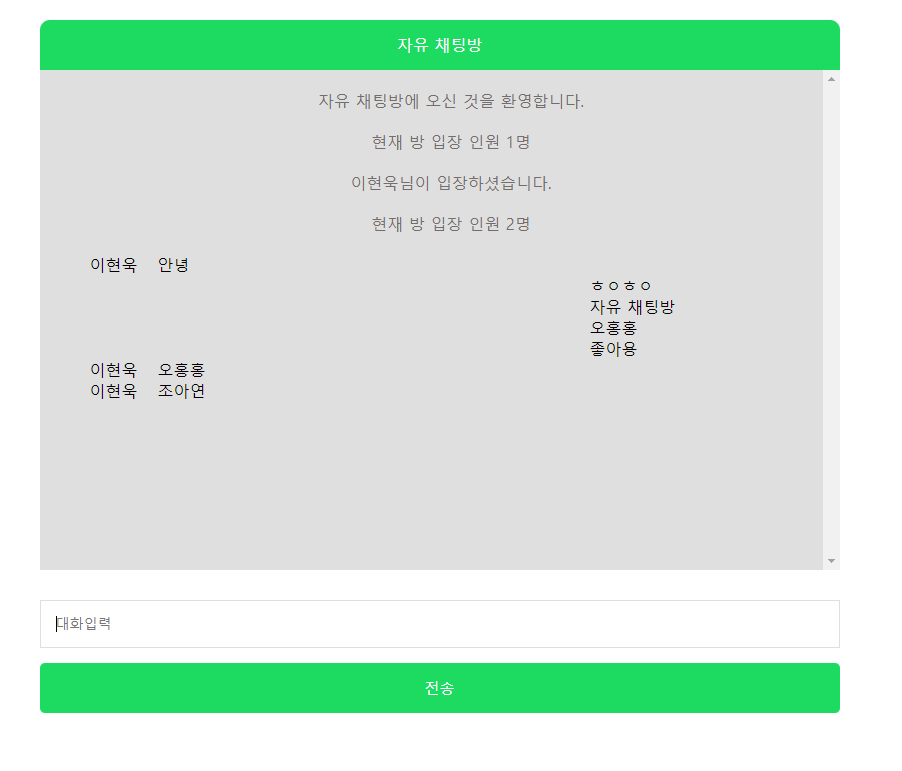 자유 채팅방
자유 채팅방에 오신 것을 환영합니다.
현재 방 입장 인원 1명
이현욱님이 입장하셨습니다.
현재 방 입장 인원 2명
이현욱 안녕
ㅎㅇㅎㅇ
자유 채팅방
오홍홍
좋아용
이현욱 오홍홍
이현욱 조아연
대화입력
전송